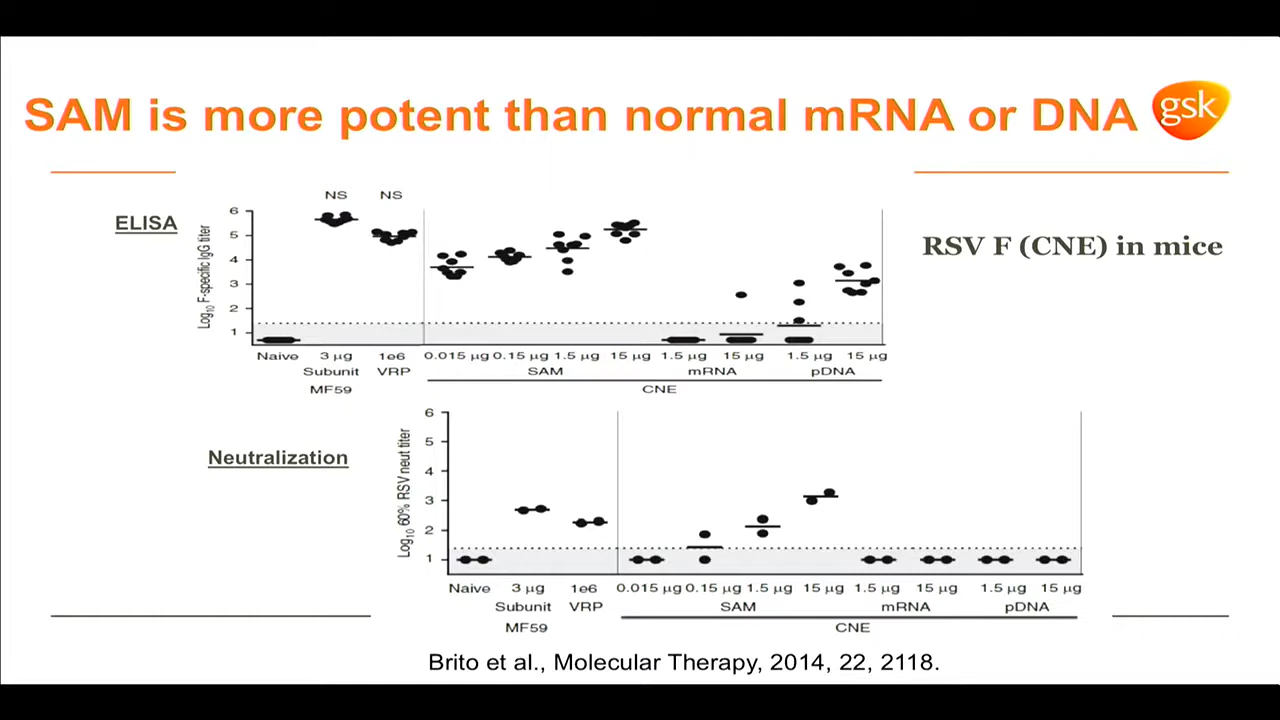 SAM is more potent than normal mRNA or DNA
gsk
ELISA
RSV F (CNE) in mice
NS NS
Log10 F-specific IgG titer
6
5
4
3
2
1
Naive 3 µg 1e6 0.015 µg 0.15 µg 1.5 µg 15 µg 1.5 µg 15 µg 1.5 µg 15 µg
Subunit VRP SAM mRNA pDNA
MF59 CNE
Neutralization
Log10 60% RSV neut titer
6
5
4
3
2
1
Naive 3 µg 1e6 0.015 µg 0.15 µg 1.5 µg 15 µg 1.5 µg 15 µg 1.5 µg 15 µg
Subunit VRP SAM mRNA pDNA
MF59 CNE
Brito et al., Molecular Therapy, 2014, 22, 2118.